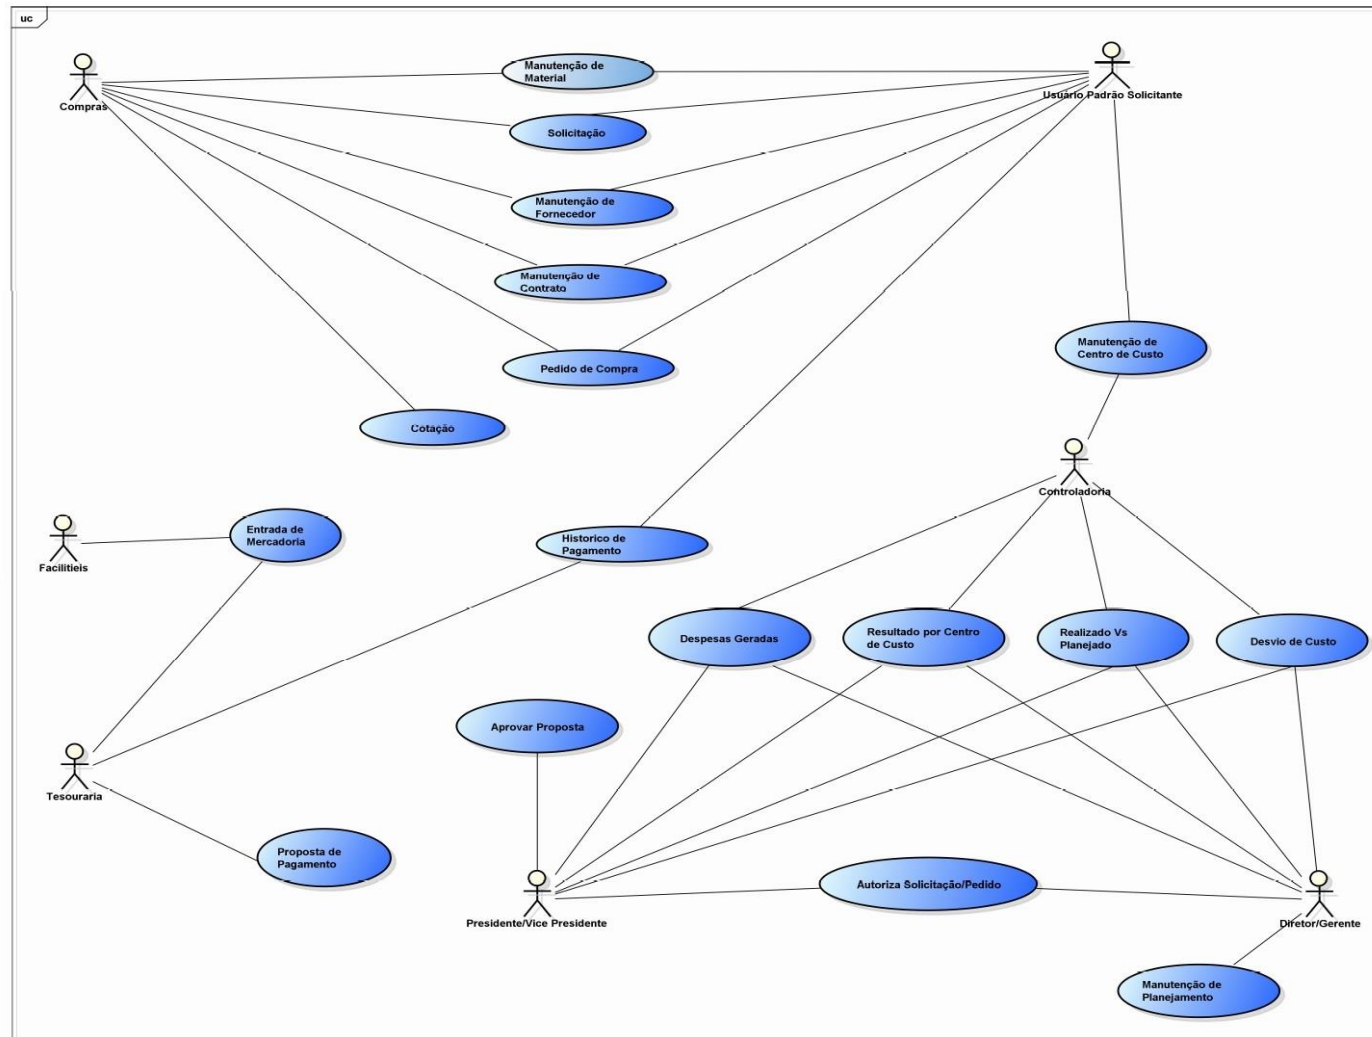 uc
Compras
Manutenção de
Material
Usuário Padrão Solicitante
Solicitação
Manutenção de
Fornecedor
Manutenção de
Contrato
Pedido de Compra
Manutenção de
Centro de Custo
Cotação
Controladoria
Facilitieis
Entrada de
Mercadoria
Historico de
Pagamento
Despesas Geradas
Resultado por Centro
de Custo
Realizado Vs
Planejado
Desvio de Custo
Aprovar Proposta
Tesouraria
Proposta de
Pagamento
Presidente/Vice Presidente
Autoriza Solicitação/Pedido
Diretor/Gerente
Manutenção de
Planejamento